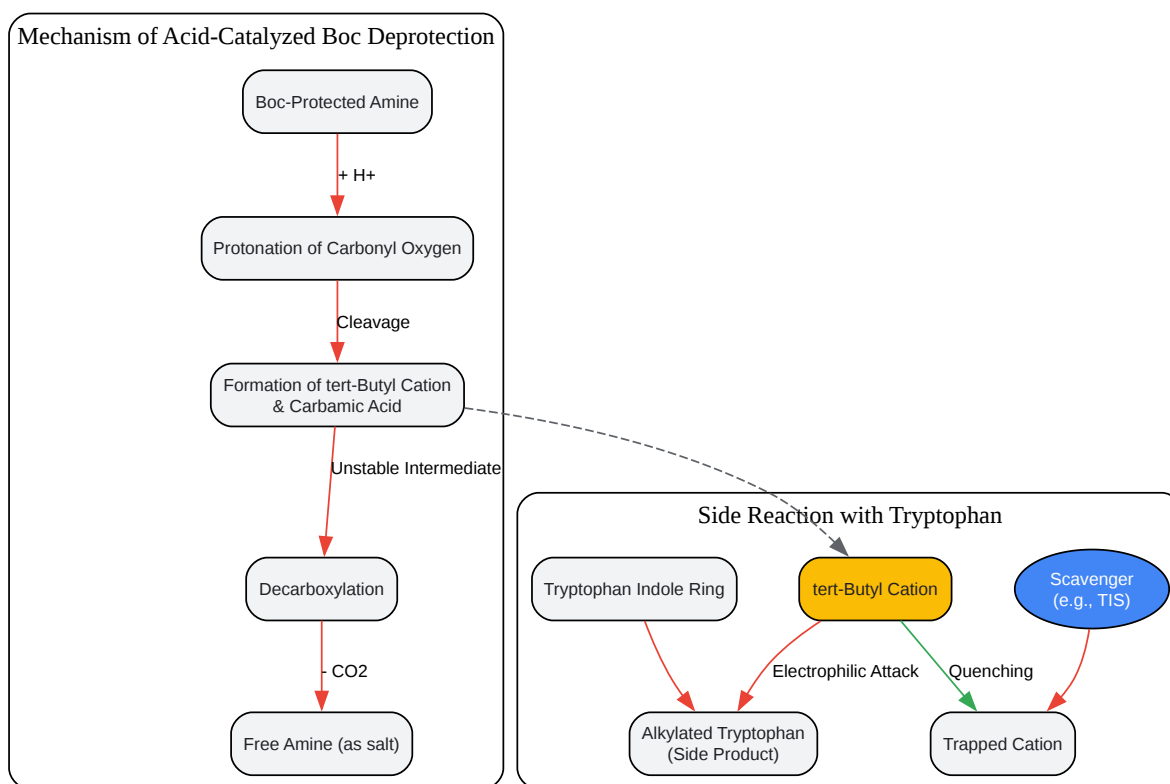 Mechanism of Acid-Catalyzed Boc Deprotection
Boc-Protected Amine
+ H+
Protonation of Carbonyl Oxygen
Cleavage
Formation of tert-Butyl Cation
& Carbamic Acid
Unstable Intermediate
Decarboxylation
- CO2
Free Amine (as salt)
Side Reaction with Tryptophan
Tryptophan Indole Ring
tert-Butyl Cation
Scavenger
(e.g., TIS)
Electrophilic Attack
Quenching
Alkylated Tryptophan
(Side Product)
Trapped Cation